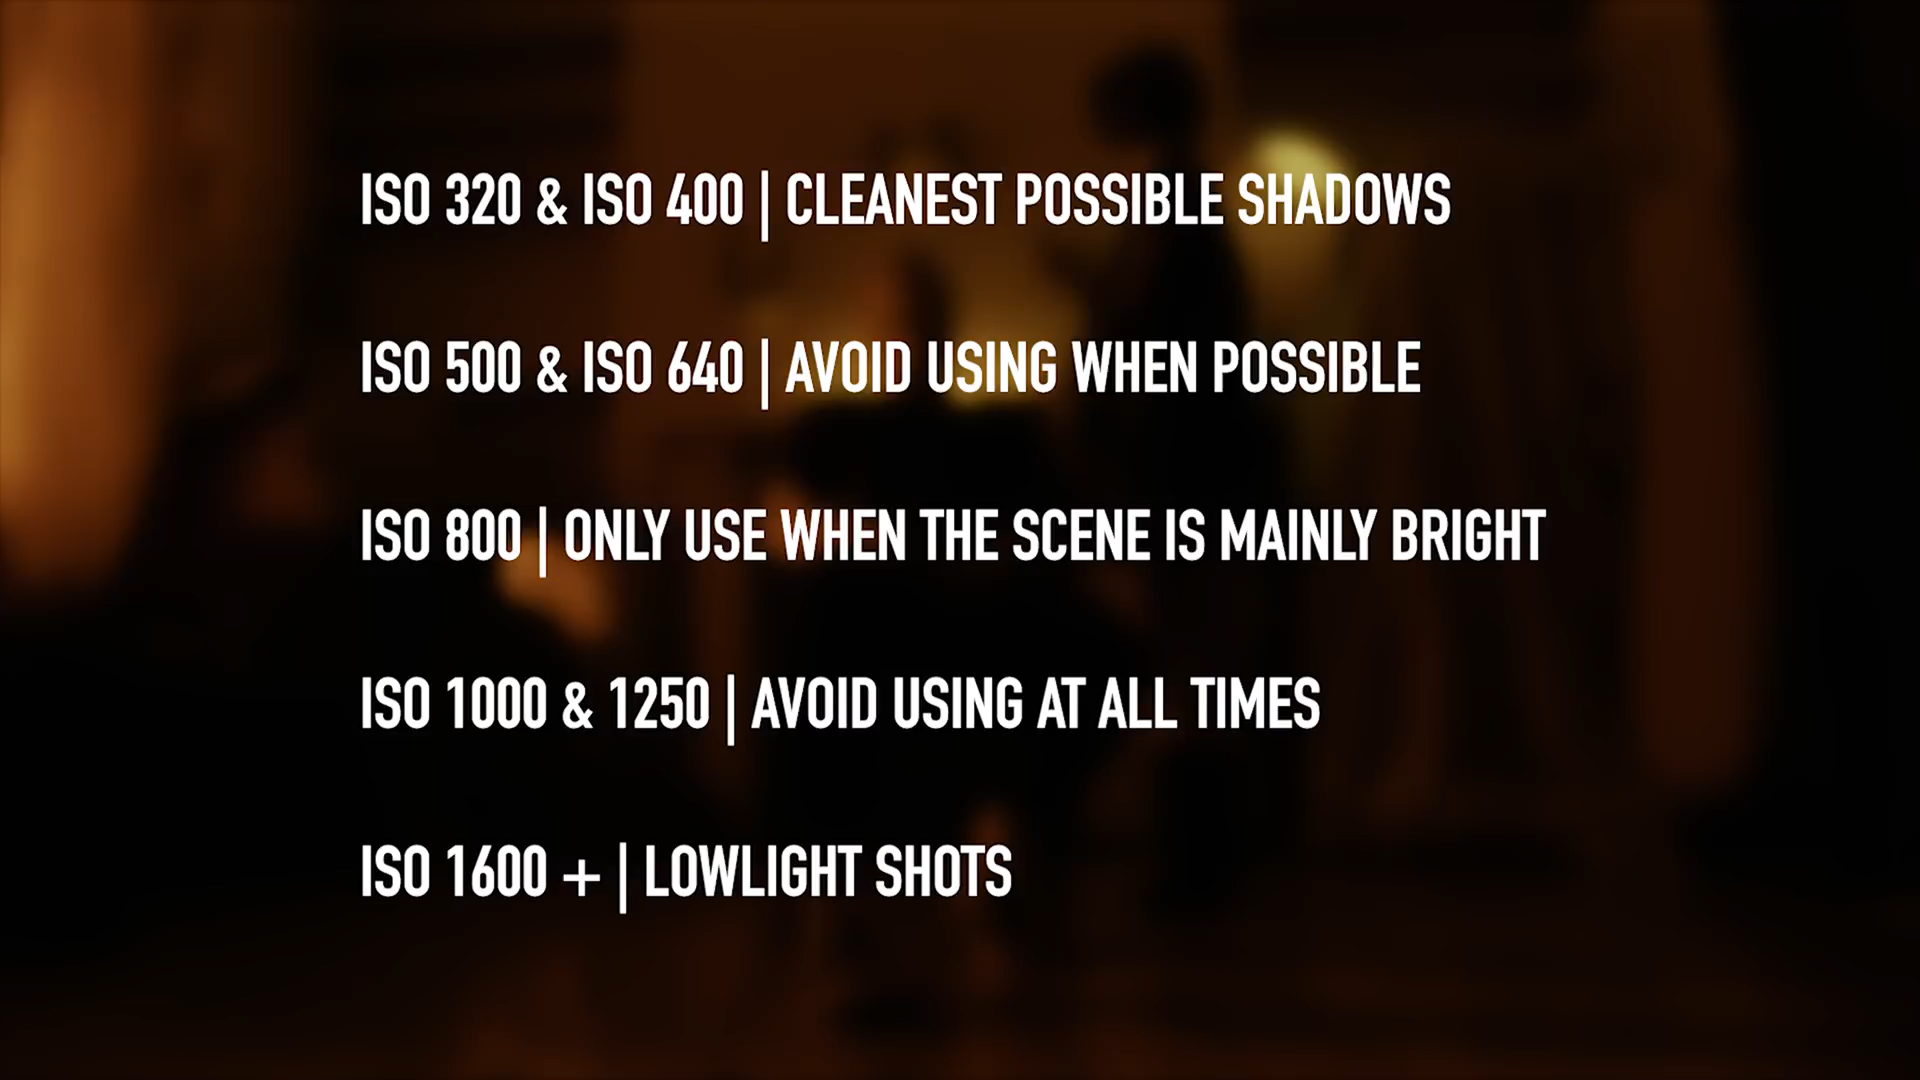 ISO 320 & ISO 400 | CLEANEST POSSIBLE SHADOWS
ISO 500 & ISO 640 | AVOID USING WHEN POSSIBLE
ISO 800 | ONLY USE WHEN THE SCENE IS MAINLY BRIGHT
ISO 1000 & 1250 | AVOID USING AT ALL TIMES
ISO 1600 + | LOWLIGHT SHOTS